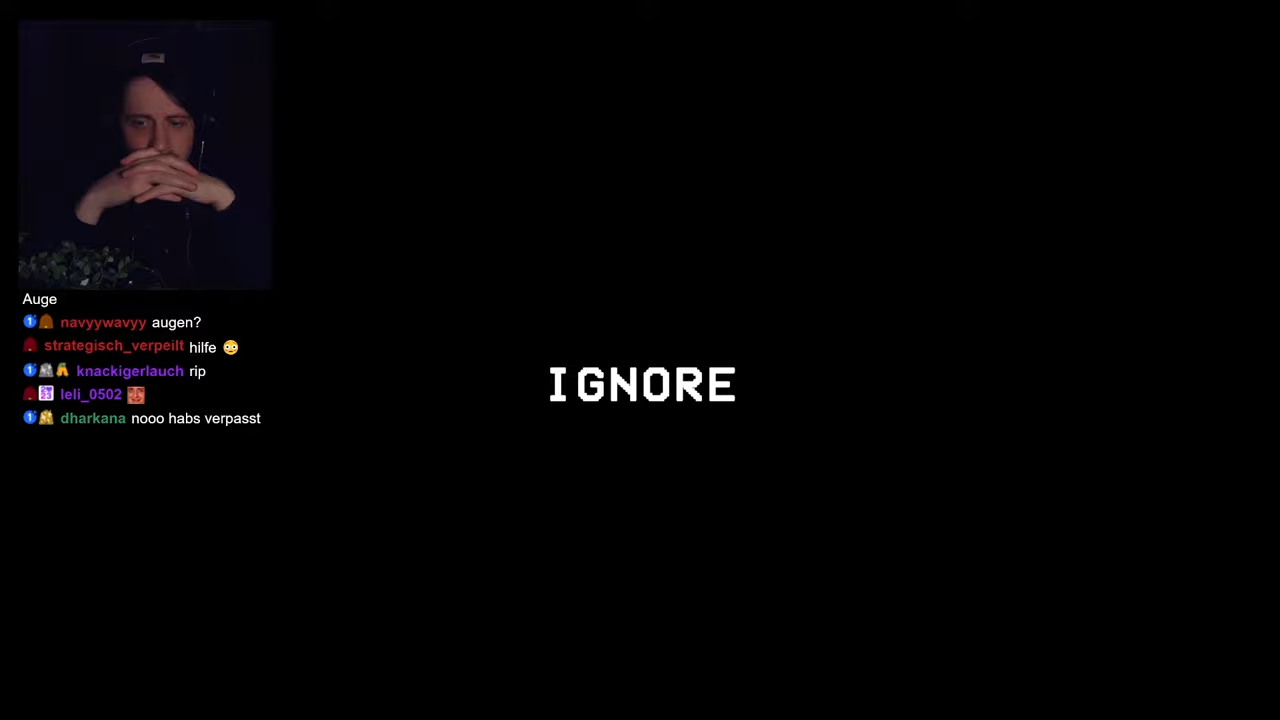 Auge
navyywavyy augen?
strategisch_verpeilt hilfe 😳
knackigerlauch rip
leli_0502
dharkana nooo habs verpasst
IGNORE